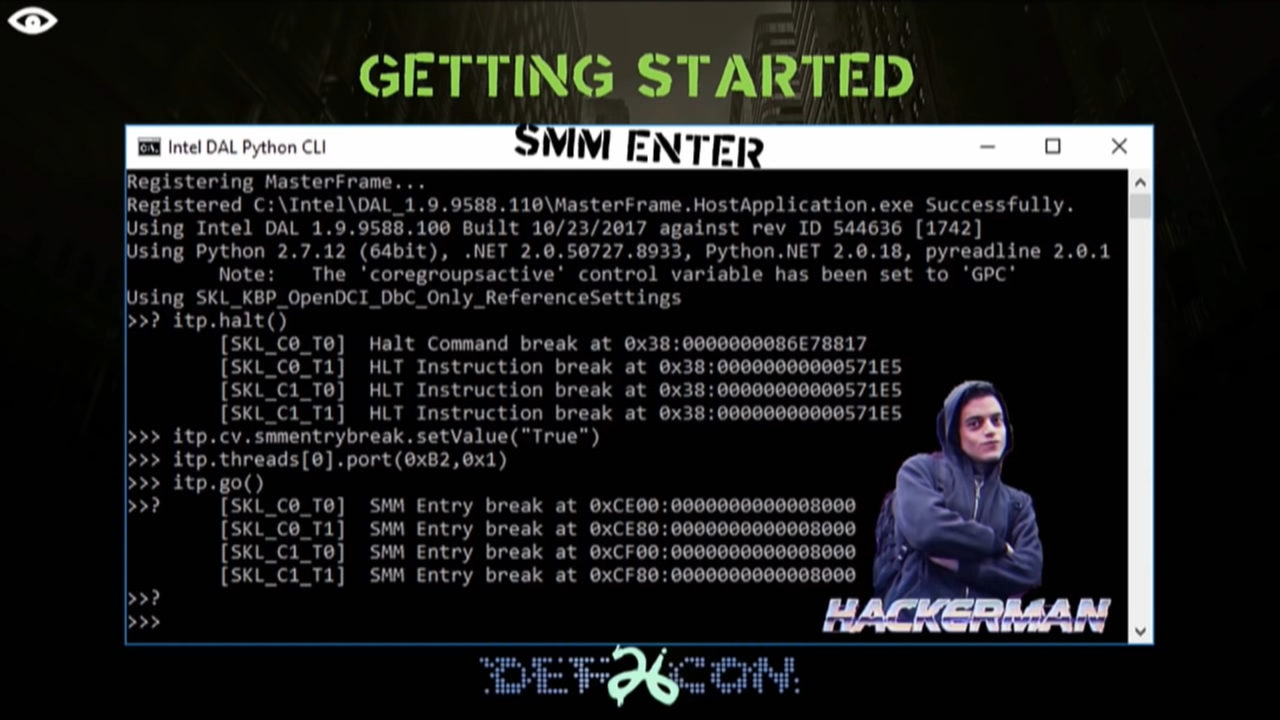 GETTING STARTED
Intel DAL Python CLI
SMM ENTER
Registering MasterFrame...
Registered C:\Intel\DAL_1.9.9588.110\MasterFrame.HostApplication.exe Successfully.
Using Intel DAL 1.9.9588.100 Built 10/23/2017 against rev ID 544636 [1742]
Using Python 2.7.12 (64bit), .NET 2.0.50727.8933, Python.NET 2.0.18, pyreadline 2.0.1
Note: The 'coregroupsactive' control variable has been set to 'GPC'
Using SKL_KBP_OpenDCI_DbC_Only_ReferenceSettings
>>? itp.halt()
[SKL_C0_T0] Halt Command break at 0x38:0000000086E78817
[SKL_C0_T1] HLT Instruction break at 0x38:00000000000571E5
[SKL_C1_T0] HLT Instruction break at 0x38:00000000000571E5
[SKL_C1_T1] HLT Instruction break at 0x38:00000000000571E5
>>> itp.cv.smmentrybreak.setValue("True")
>>> itp.threads[0].port(0xB2,0x1)
>>> itp.go()
>>? [SKL_C0_T0] SMM Entry break at 0xCE00:0000000000008000
[SKL_C0_T1] SMM Entry break at 0xCE80:0000000000008000
[SKL_C1_T0] SMM Entry break at 0xCF00:0000000000008000
[SKL_C1_T1] SMM Entry break at 0xCF80:0000000000008000
>>?
>>>
HACKERMAN
DEF 26 CON